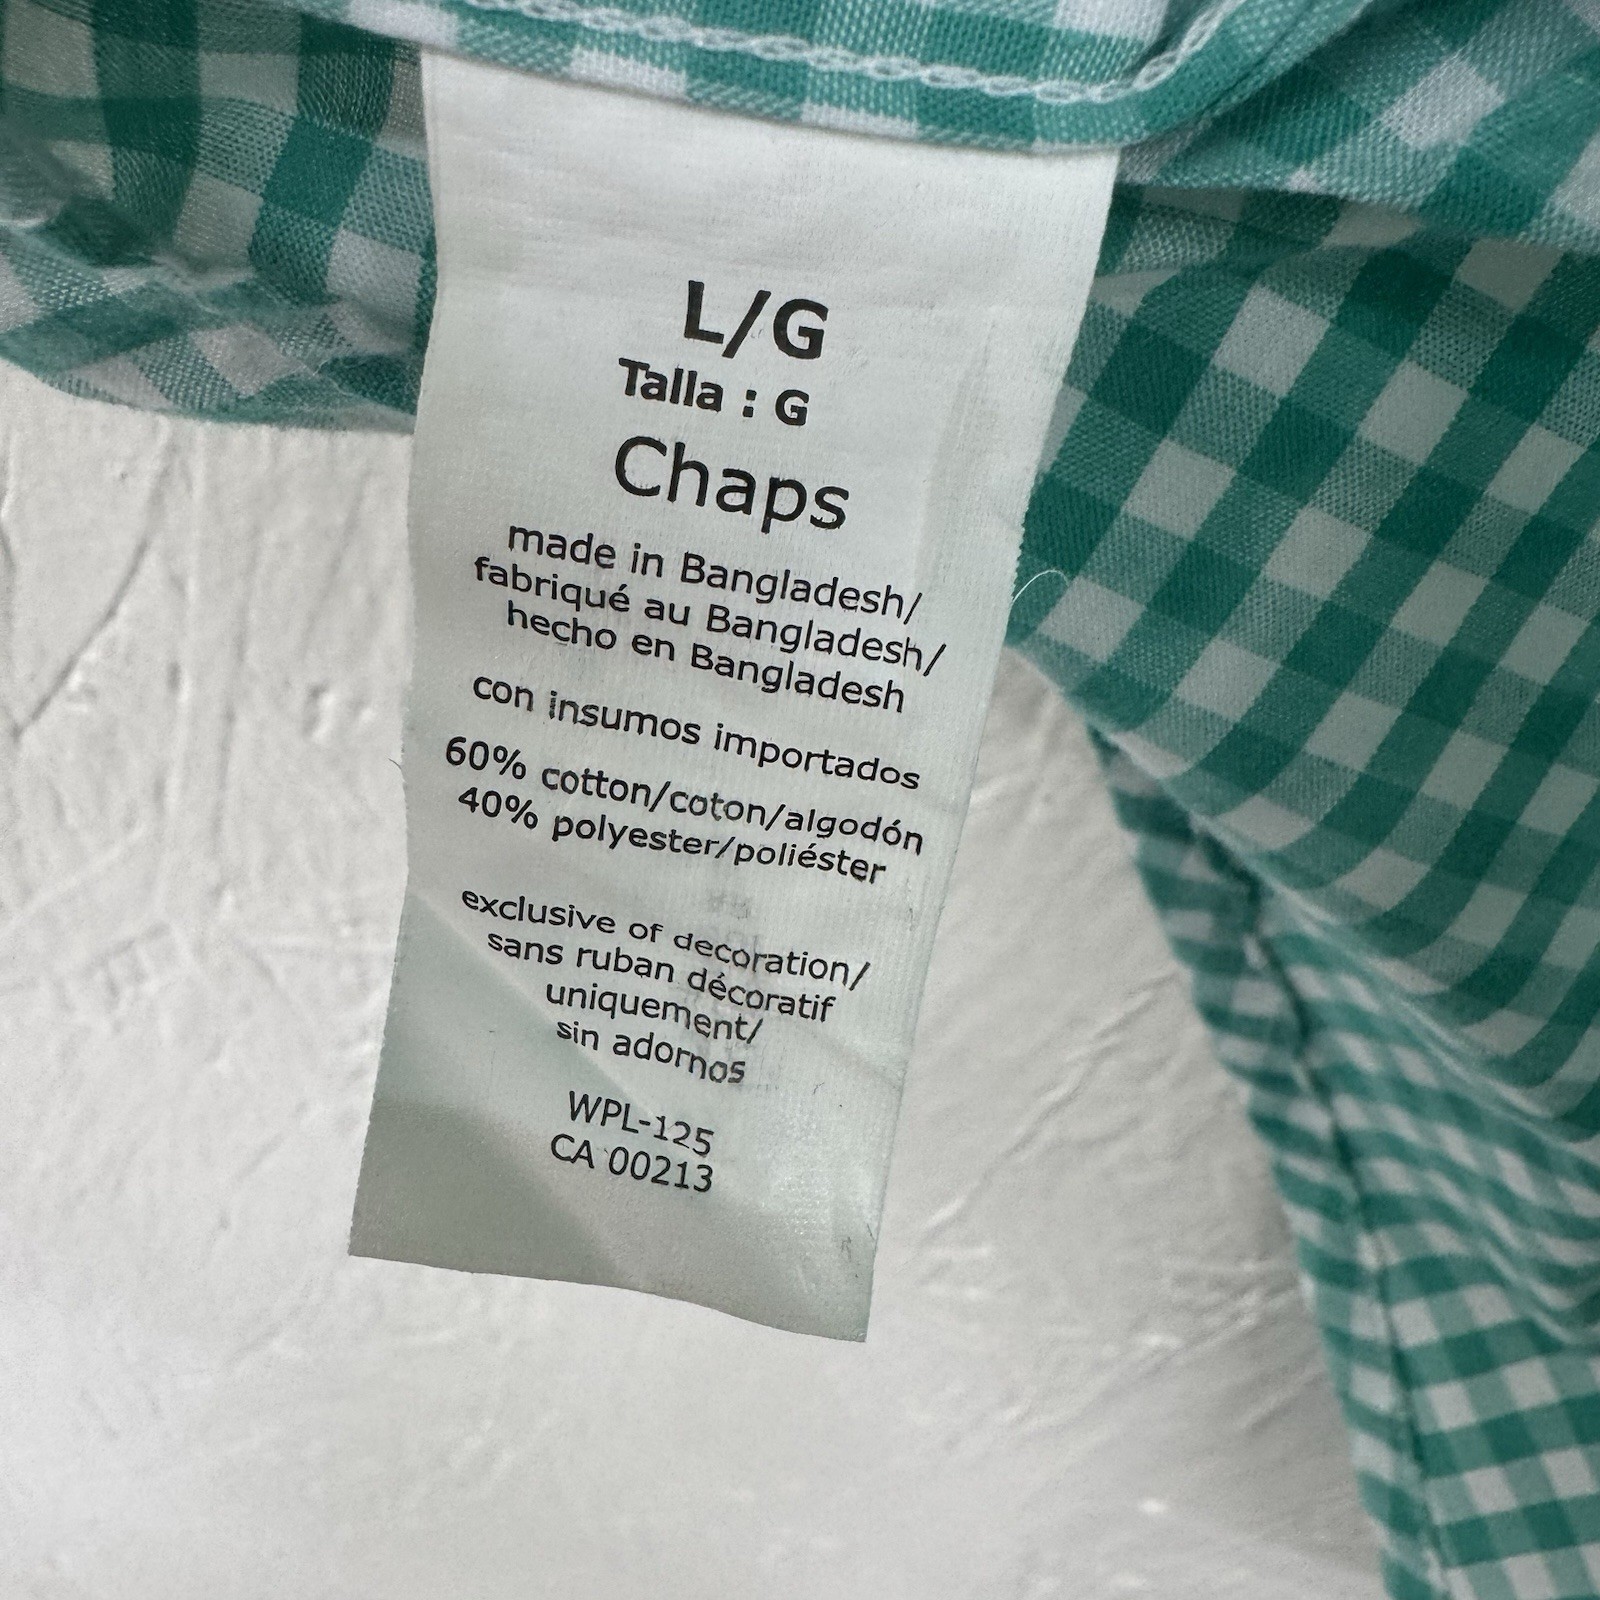 L/G
Talla : G
Chaps
made in Bangladesh/
fabriqué au Bangladesh/
hecho en Bangladesh
con insumos importados
60% cotton/coton/algodón
40% polyester/poliéster
exclusive of decoration/
sans ruban décoratif
uniquement/
sin adornos
WPL-125
CA 00213